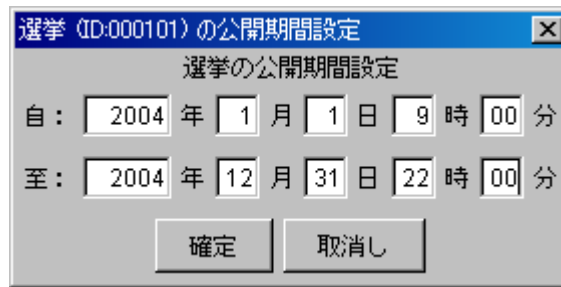 選挙 (ID:000101) の公開期間設定
選挙の公開期間設定
自： 2004 年 1 月 1 日 9 時 00 分
至： 2004 年 12 月 31 日 22 時 00 分
確定 取消し